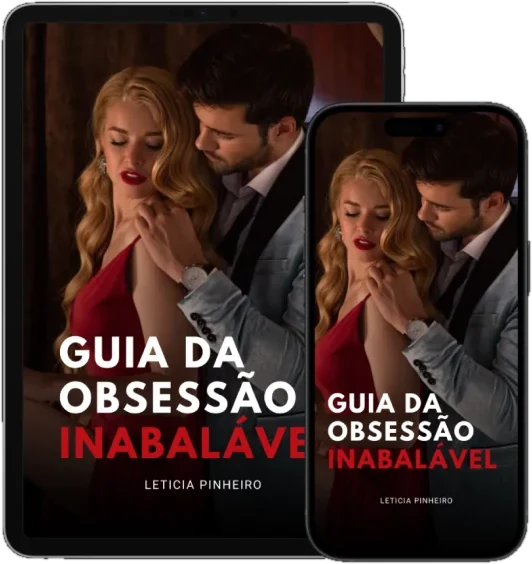 GUIA DA
OBSESSÃO
INABALÁVE
LETICIA PINHEIRO
GUIA DA
OBSESSÃO
INABALÁVEL
LETICIA PINHEIRO